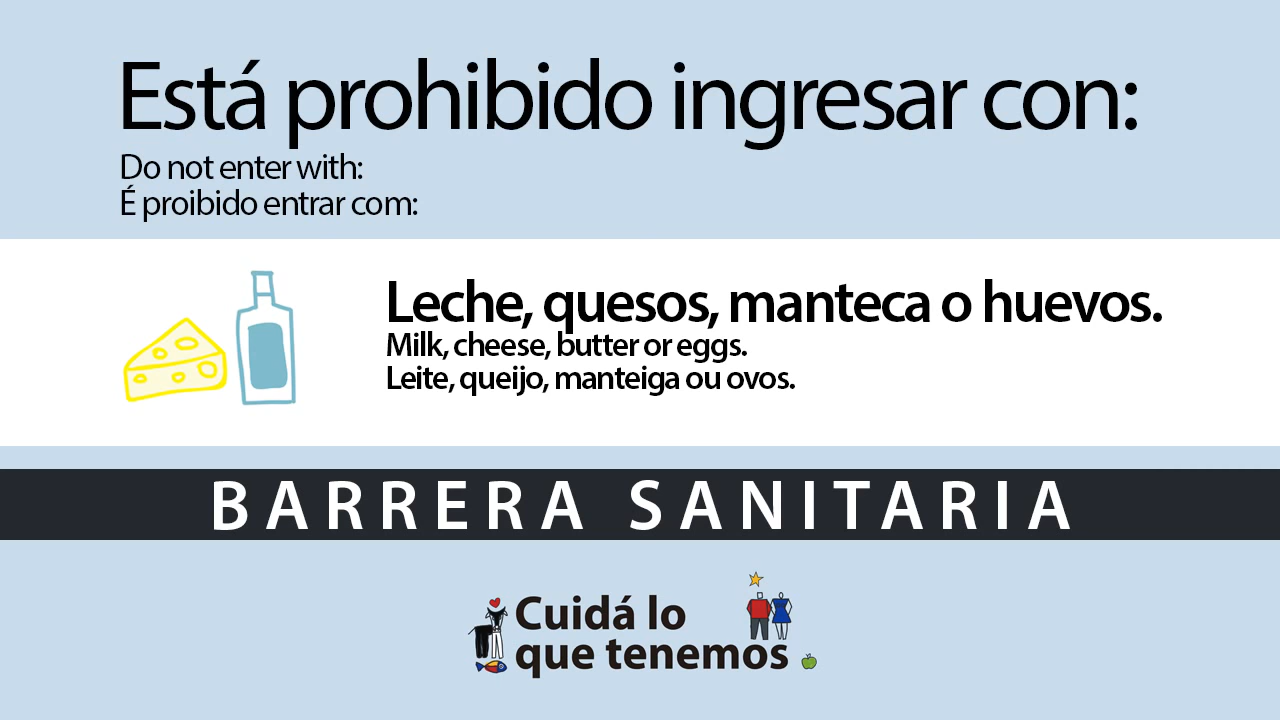 Está prohibido ingresar con:
Do not enter with:
É proibido entrar com:
Leche, quesos, manteca o huevos.
Milk, cheese, butter or eggs.
Leite, queijo, manteiga ou ovos.
BARRERA SANITARIA
Cuidá lo
que tenemos